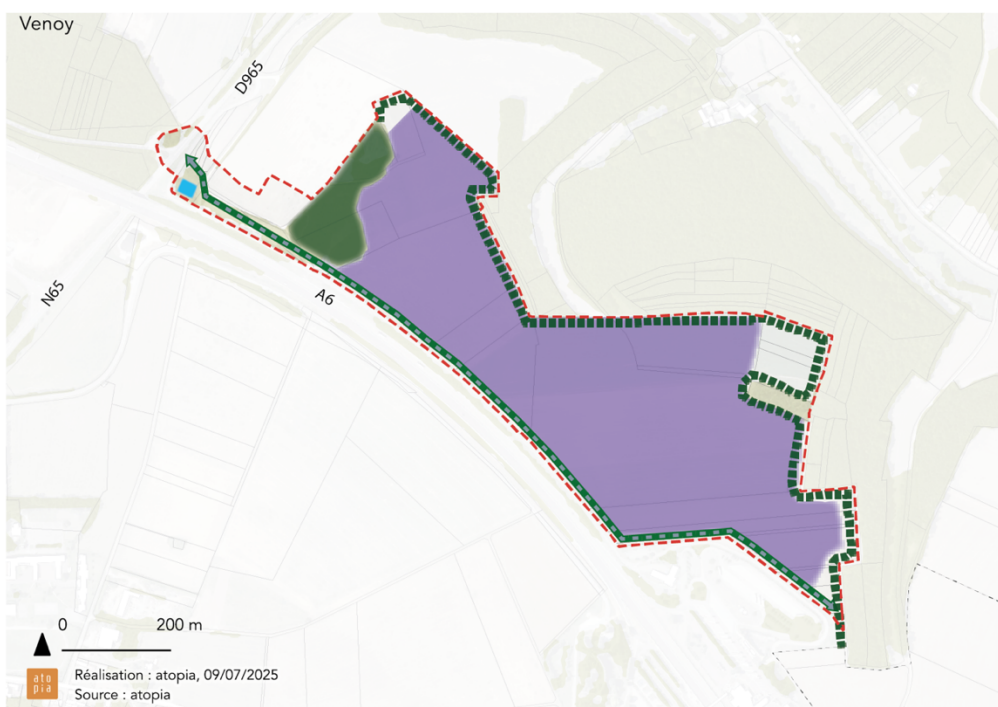 Venoy
D965
N65
A6
0 200 m
ato
pia
Réalisation : atopia, 09/07/2025
Source : atopia